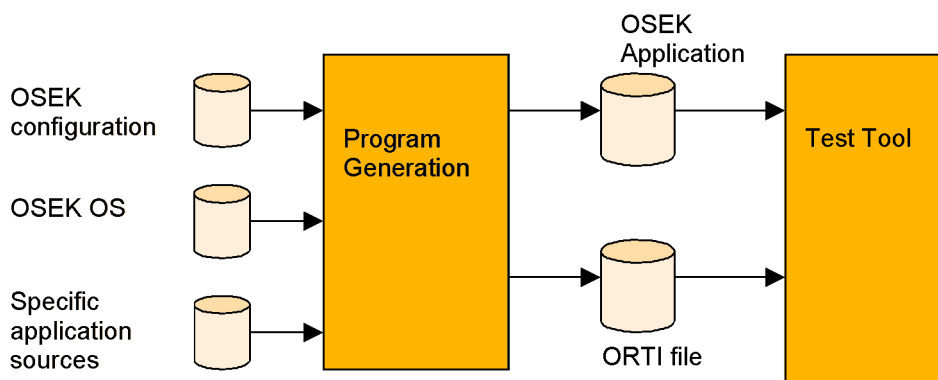 OSEK
configuration
OSEK OS
Specific
application
sources
Program
Generation
OSEK
Application
ORTI file
Test Tool